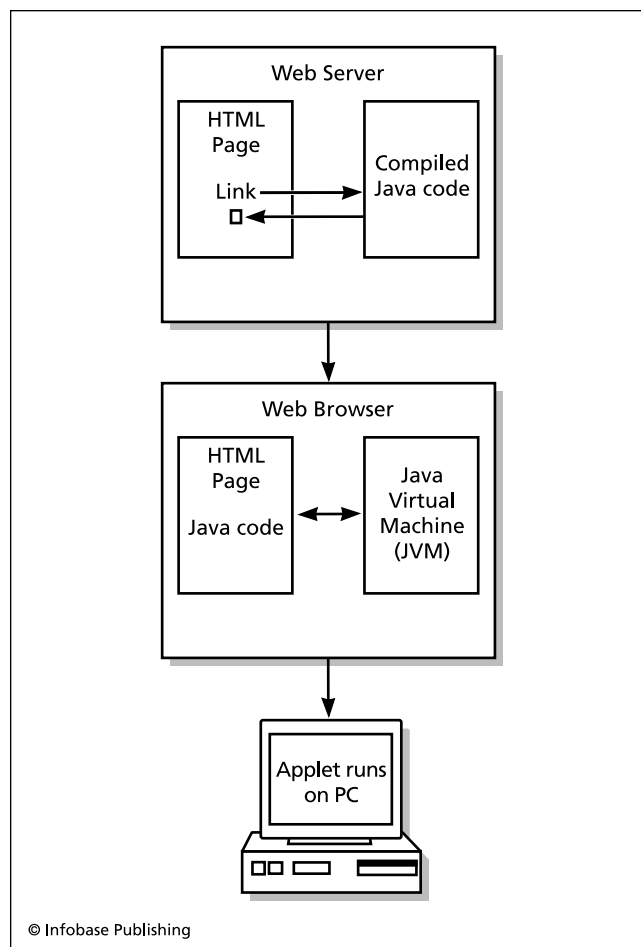 Web Server
HTML
Page
Link
Compiled
Java code
Web Browser
HTML
Page
Java code
Java
Virtual
Machine
(JVM)
Applet runs
on PC
© Infobase Publishing